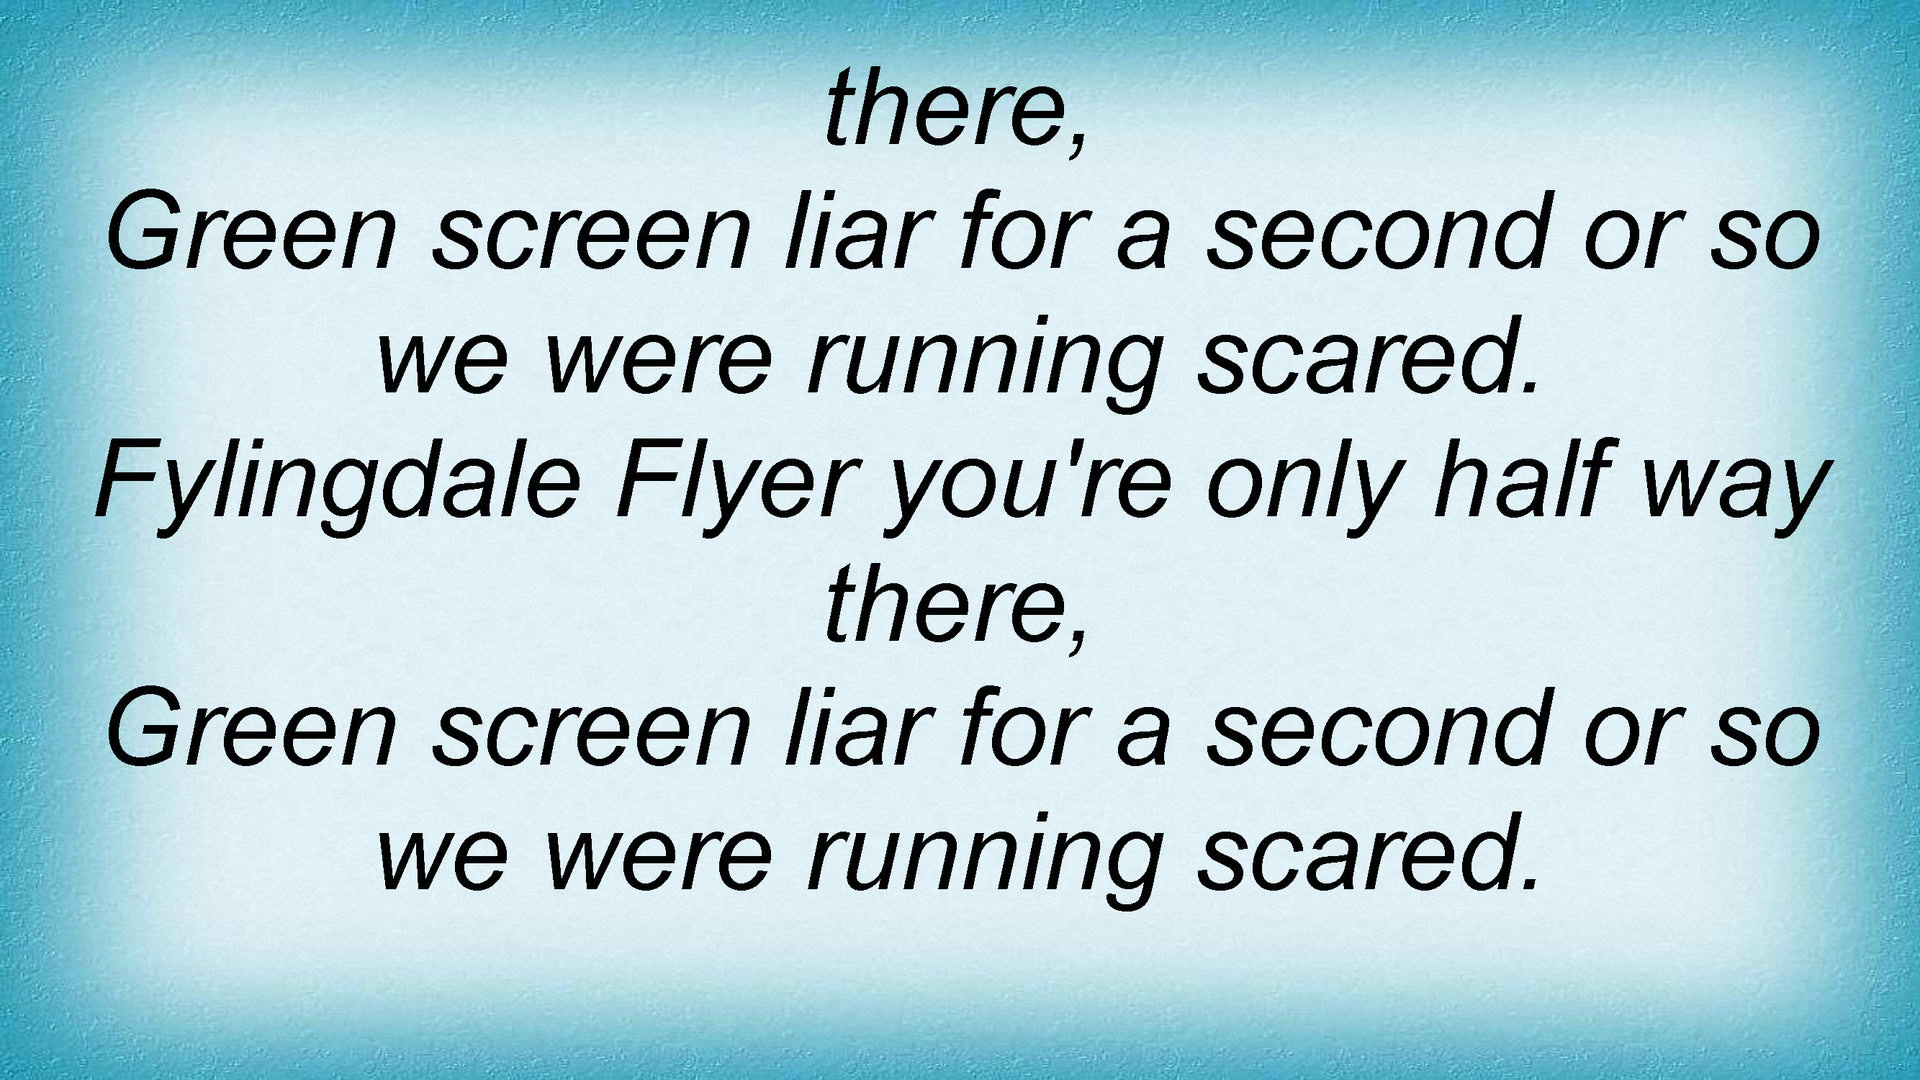 there,
Green screen liar for a second or so
we were running scared.
Fylingdale Flyer you're only half way
there,
Green screen liar for a second or so
we were running scared.